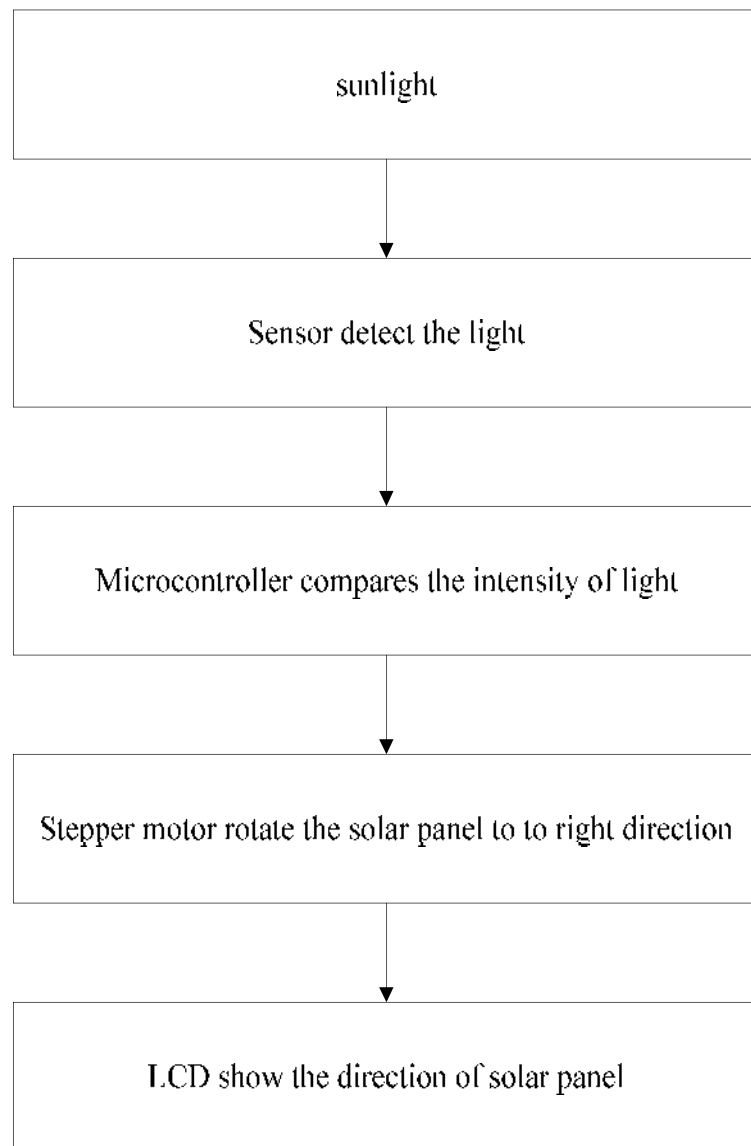 sunlight
Sensor detect the light
Microcontroller compares the intensity of light
Stepper motor rotate the solar panel to to right direction
LCD show the direction of solar panel